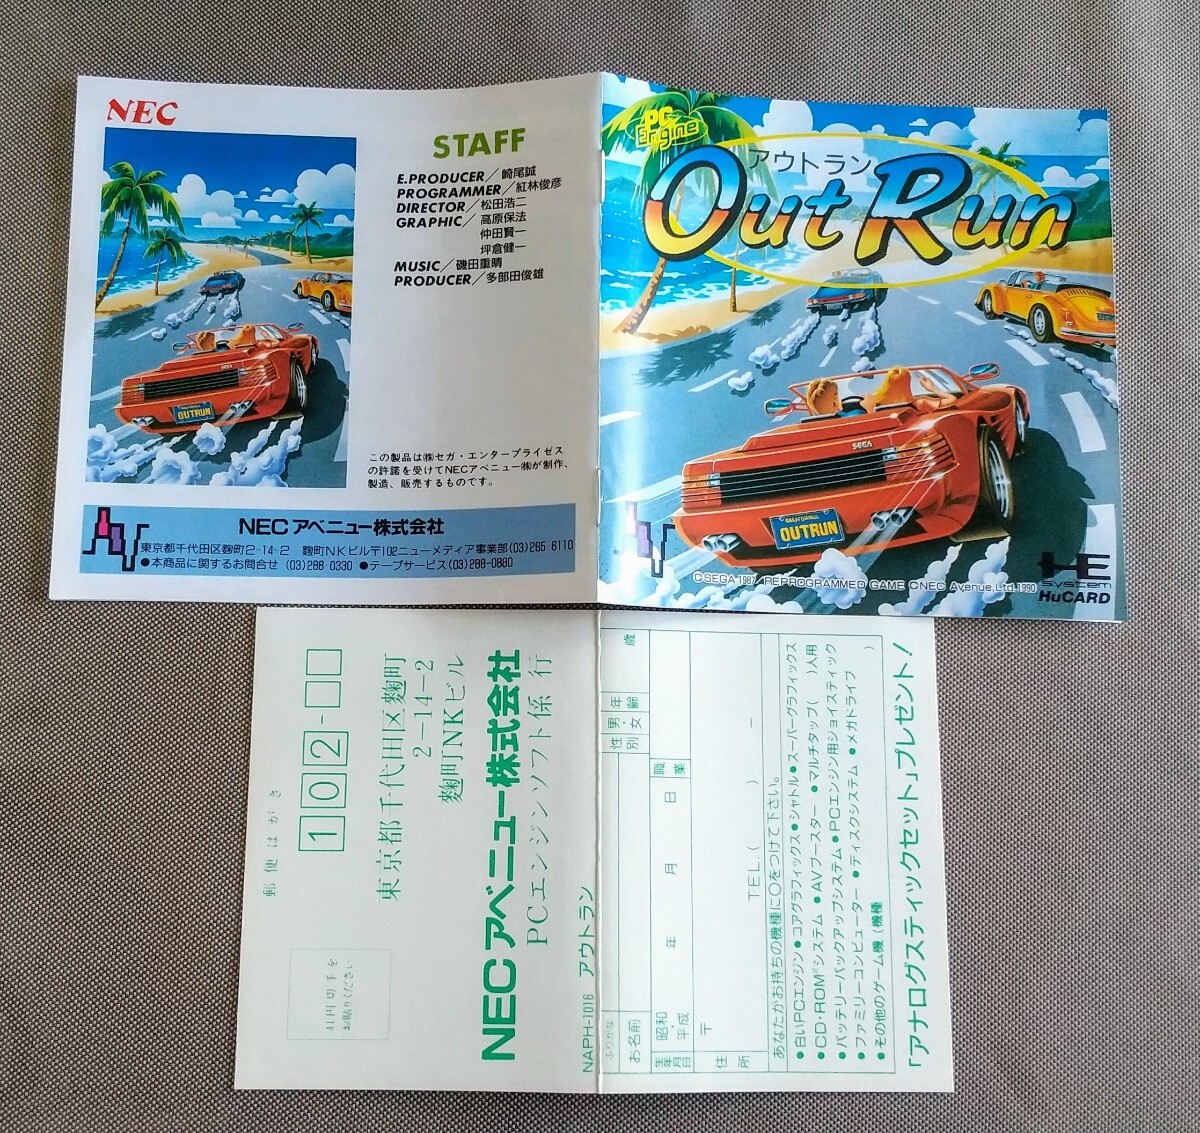 NEC
STAFF
E.PRODUCER／崎尾誠
PROGRAMMER／紅林俊彦
DIRECTOR／松田浩二
GRAPHIC／高原保法
仲田賢一
坪倉健一
MUSIC／磯田重晴
PRODUCER／多部田俊雄
SEGA
OUTRUN
この製品は㈱セガ・エンタープライゼス
の許諾を受けてNECアベニュー㈱が制作、
製造、販売するものです。
NECアベニュー株式会社
東京都千代田区麹町2-14-2 麹町NKビル〒102ニューメディア事業部(03)265-6110
●本商品に関するお問合せ (03)288-0330 ●テープサービス(03)288-0880
PC
Engine
アウトラン
OutRun
SEGA
CALIFORNIA
OUTRUN
©SEGA 1987 REPROGRAMMED GAME ©NEC Avenue,Ltd.1990
HE
SYSTEM
HuCARD
郵便はがき
102-
東京都千代田区麹町
2-14-2
麹町NKビル
NECアベニュー株式会社
PCエンジンソフト係 行
41円切手を
お貼りください
NAPH-1016 アウトラン
ふりがな
お名前
性別
男・女
年齢
歳
生年月日
昭和・平成
年 月 日
職業
住所
〒
TEL.( ) －
あなたがお持ちの機種に○をつけて下さい。
●白いPCエンジン●コアグラフィックス●シャトル●スーパーグラフィックス
●CD・ROM²システム ●AVブースター ●マルチタップ( )人用
●バッテリーバックアップシステム●PCエンジン用ジョイスティック
●ファミリーコンピューター●ディスクシステム ●メガドライブ
●その他のゲーム機(機種 )
「アナログスティックセット」プレゼント!